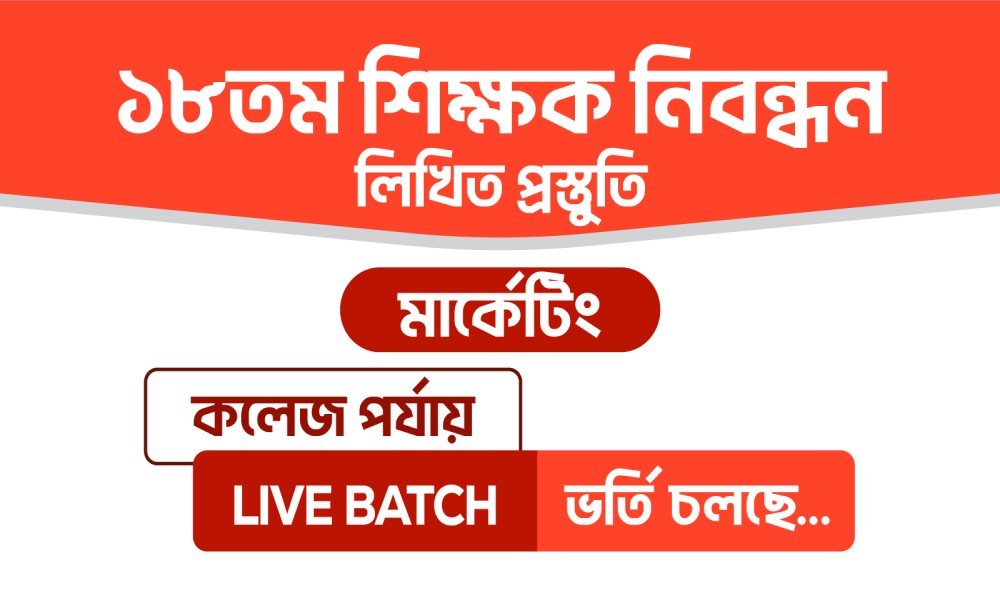 ১৮তম শিক্ষক নিবন্ধন
লিখিত প্রস্তুতি
মার্কেটিং
কলেজ পর্যায়
LIVE BATCH ভর্তি চলছে...